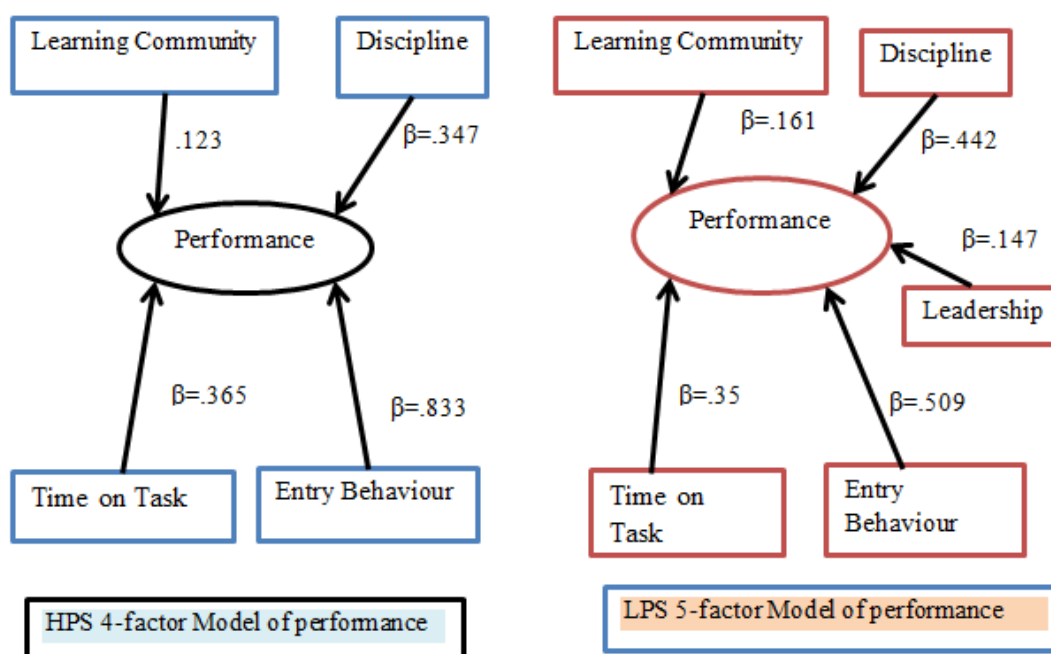 Learning Community
Discipline
.123
β=.347
Performance
β=.365
β=.833
Time on Task
Entry Behaviour
HPS 4-factor Model of performance
Learning Community
Discipline
β=.161
β=.442
Performance
β=.147
Leadership
β=.35
β=.509
Time on
Task
Entry
Behaviour
LPS 5-factor Model of performance